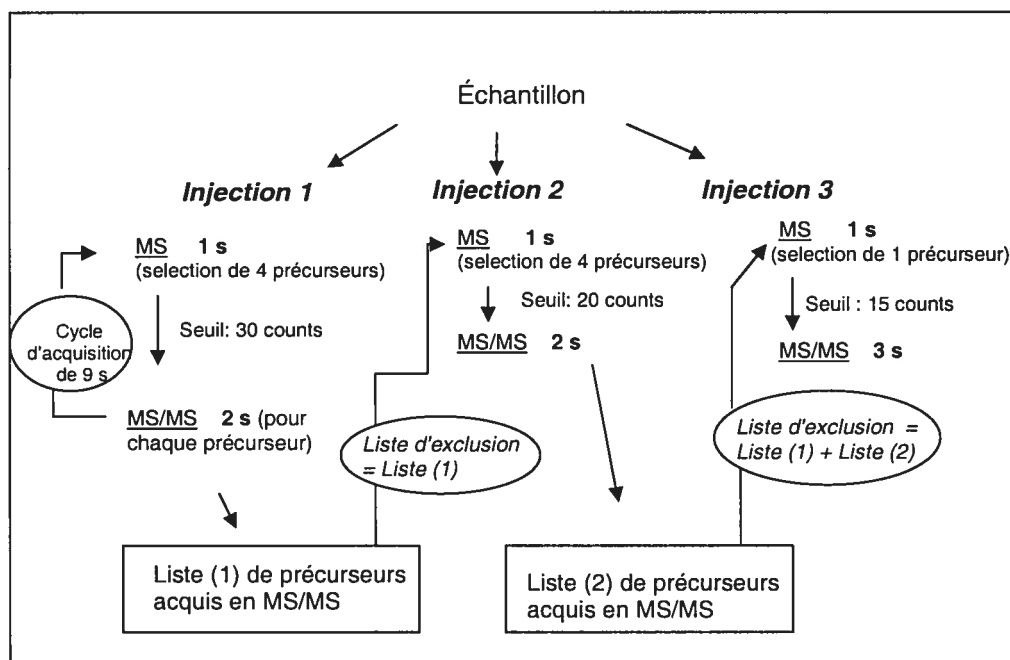 Échantillon
Injection 1
MS 1 s
(selection de 4 précurseurs)
Seuil: 30 counts
Cycle
d'acquisition
de 9 s
MS/MS 2 s (pour
chaque précurseur)
Liste (1) de précurseurs
acquis en MS/MS
Liste d'exclusion
= Liste (1)
Injection 2
MS 1 s
(selection de 4 précurseurs)
Seuil: 20 counts
MS/MS 2 s
Liste (2) de précurseurs
acquis en MS/MS
Liste d'exclusion =
Liste (1) + Liste (2)
Injection 3
MS 1 s
(selection de 1 précurseur)
Seuil : 15 counts
MS/MS 3 s